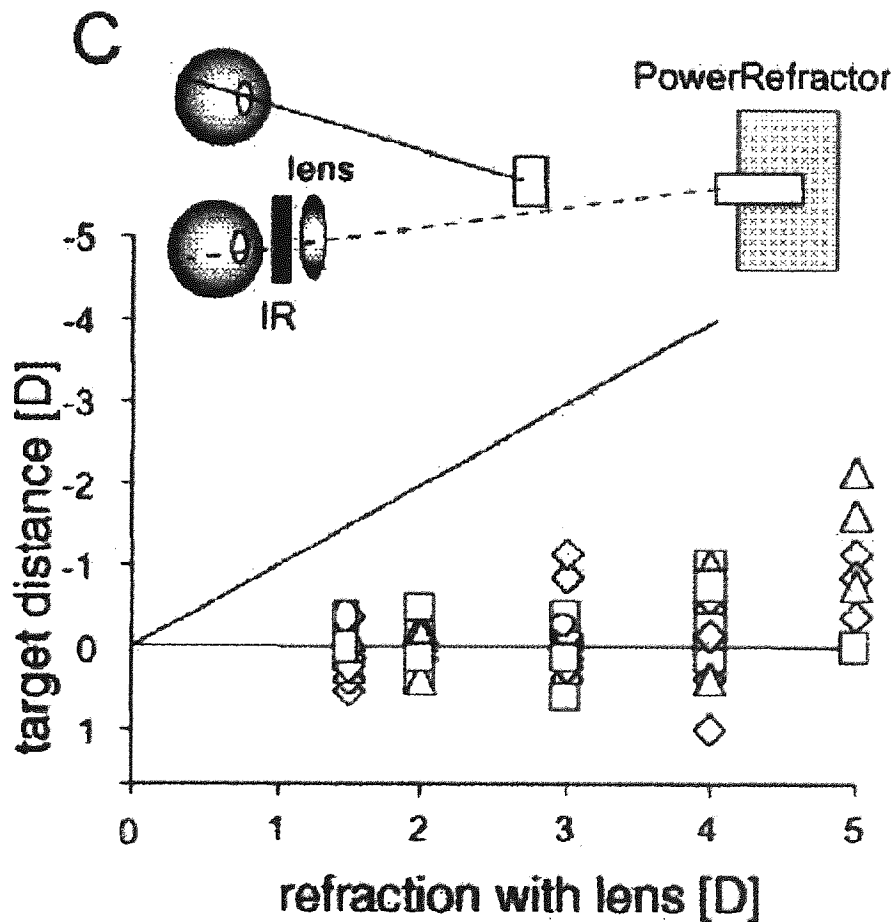 C
PowerRefractor
lens
IR
-5
-4
-3
-2
-1
0
1
target distance [D]
0 1 2 3 4 5
refraction with lens [D]